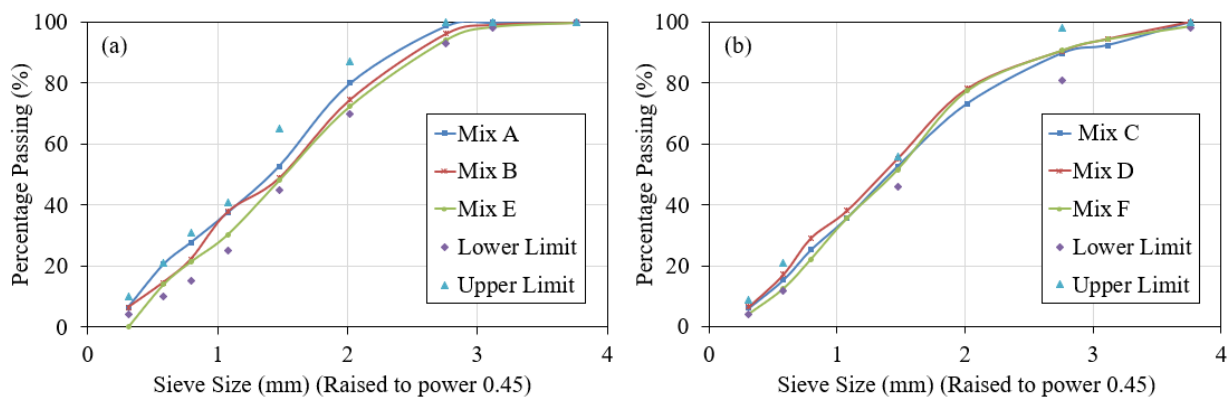 (a)
Percentage Passing (%)
100
80
60
40
20
0
Mix A
Mix B
Mix E
Lower Limit
Upper Limit
0 1 2 3 4
Sieve Size (mm) (Raised to power 0.45)
(b)
Percentage Passing (%)
100
80
60
40
20
0
Mix C
Mix D
Mix F
Lower Limit
Upper Limit
0 1 2 3 4
Sieve Size (mm) (Raised to power 0.45)